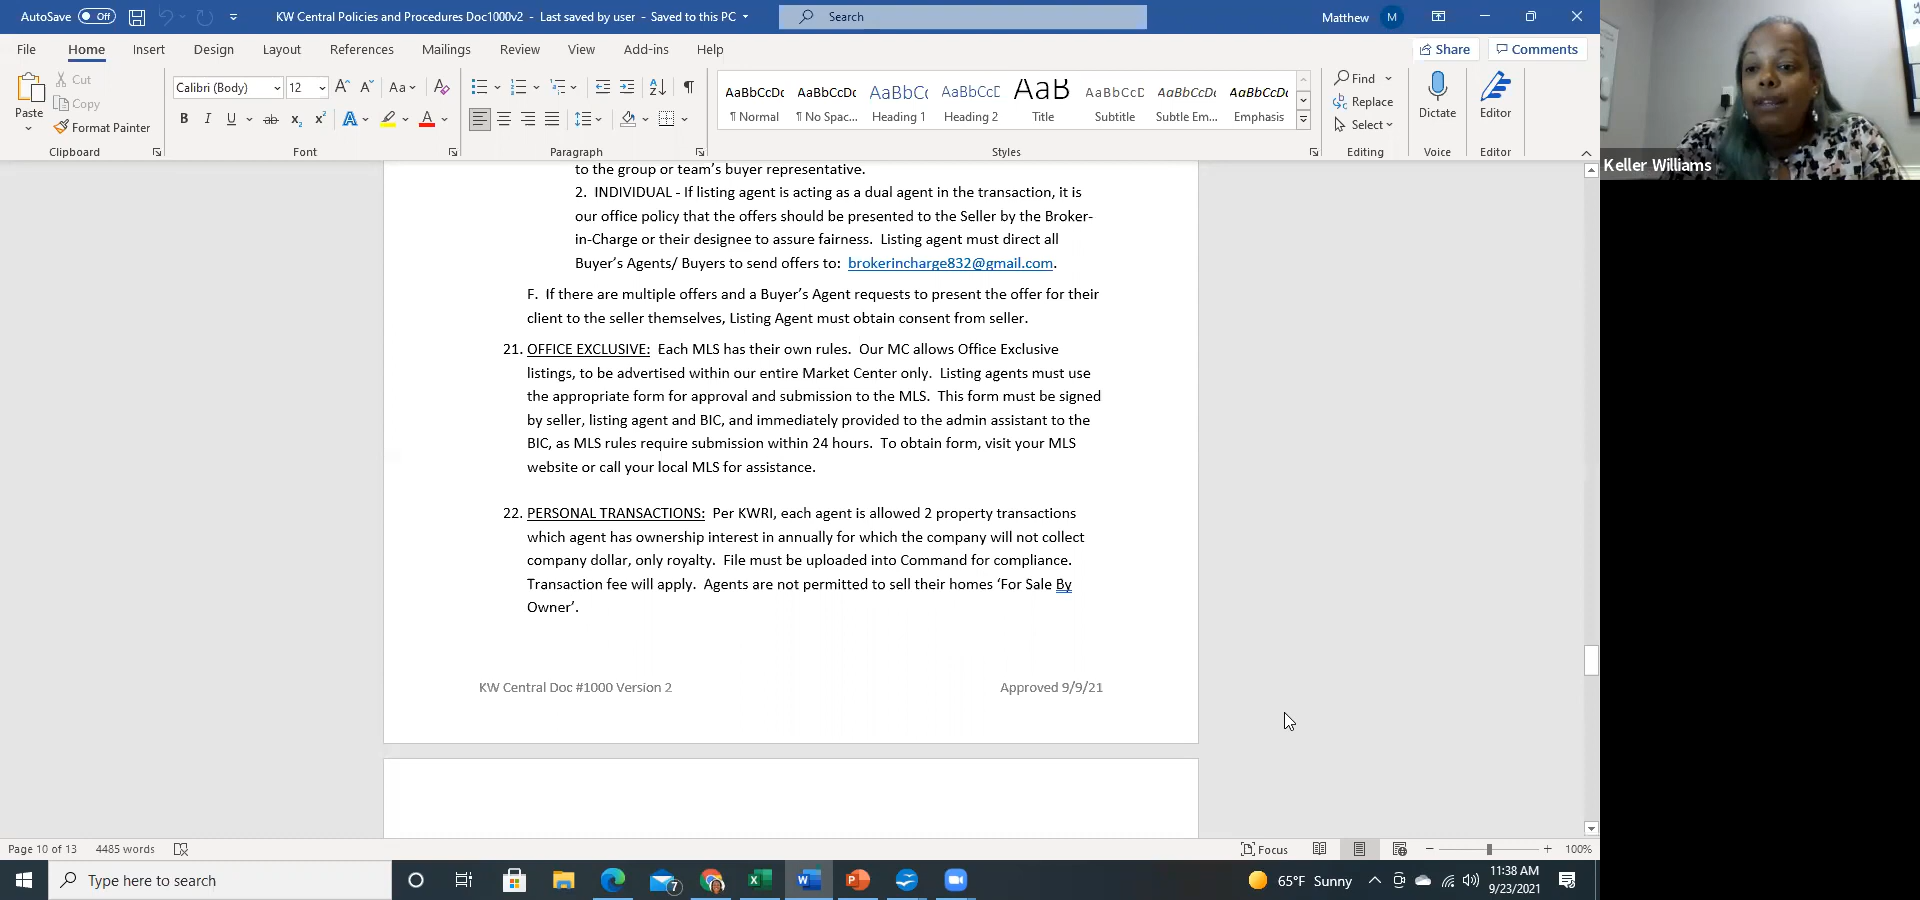 AutoSave Off KW Central Policies and Procedures Doc1000v2 - Last saved by user - Saved to this PC Search Matthew M
File Home Insert Design Layout References Mailings Review View Add-ins Help Share Comments
Paste Cut Copy Format Painter
Calibri (Body) 12 Aa
AaBbCcDc AaBbCcDc AaBbC AaBbCcD AaB AaBbCcD AaBbCcDc AaBbCcDc
¶ Normal ¶ No Spac... Heading 1 Heading 2 Title Subtitle Subtle Em... Emphasis
Find Replace Select Dictate Editor
Clipboard Font Paragraph Styles Editing Voice Editor
to the group or team's buyer representative.
2. INDIVIDUAL - If listing agent is acting as a dual agent in the transaction, it is
our office policy that the offers should be presented to the Seller by the Broker-
in-Charge or their designee to assure fairness. Listing agent must direct all
Buyer's Agents/ Buyers to send offers to: brokerincharge832@gmail.com.
F. If there are multiple offers and a Buyer's Agent requests to present the offer for their
client to the seller themselves, Listing Agent must obtain consent from seller.
21. OFFICE EXCLUSIVE: Each MLS has their own rules. Our MC allows Office Exclusive
listings, to be advertised within our entire Market Center only. Listing agents must use
the appropriate form for approval and submission to the MLS. This form must be signed
by seller, listing agent and BIC, and immediately provided to the admin assistant to the
BIC, as MLS rules require submission within 24 hours. To obtain form, visit your MLS
website or call your local MLS for assistance.
22. PERSONAL TRANSACTIONS: Per KWRI, each agent is allowed 2 property transactions
which agent has ownership interest in annually for which the company will not collect
company dollar, only royalty. File must be uploaded into Command for compliance.
Transaction fee will apply. Agents are not permitted to sell their homes 'For Sale By
Owner'.
KW Central Doc #1000 Version 2 Approved 9/9/21
Page 10 of 13 4485 words Focus 100%
Type here to search 7 65°F Sunny 11:38 AM
9/23/2021
Keller Williams